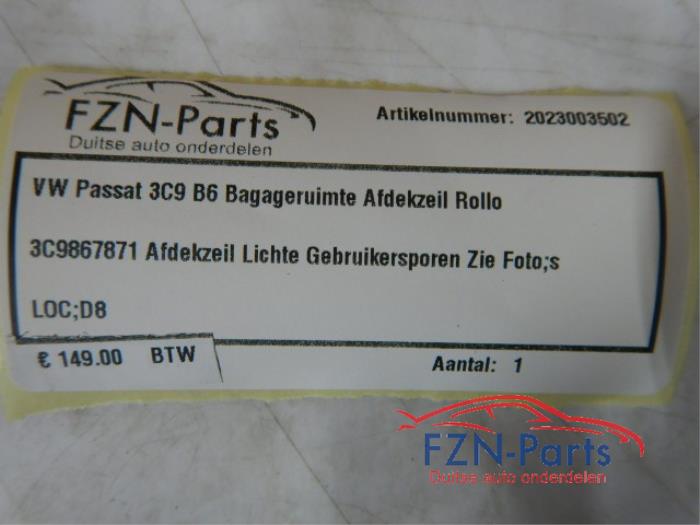 FZN-Parts
Duitse auto onderdelen
Artikelnummer: 2023003502
VW Passat 3C9 B6 Bagageruimte Afdekzeil Rollo
3C9867871 Afdekzeil Lichte Gebruikersporen Zie Foto;s
LOC;D8
€ 149.00 BTW
Aantal: 1
FZN-Parts
Duitse auto onderdelen